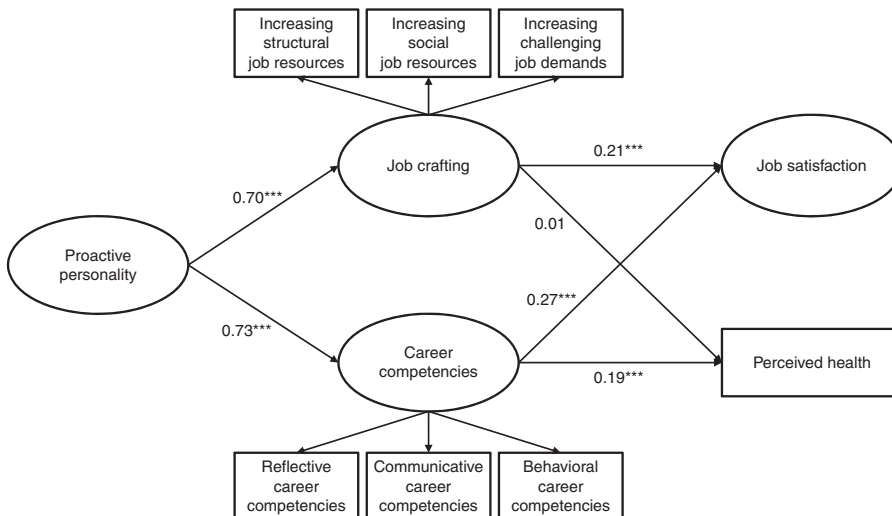 Increasing
structural
job resources
Increasing
social
job resources
Increasing
challenging
job demands
Job crafting
0.21***
Job satisfaction
0.70***
0.01
Proactive
personality
0.27***
0.73***
Career
competencies
0.19***
Perceived health
Reflective
career
competencies
Communicative
career
competencies
Behavioral
career
competencies